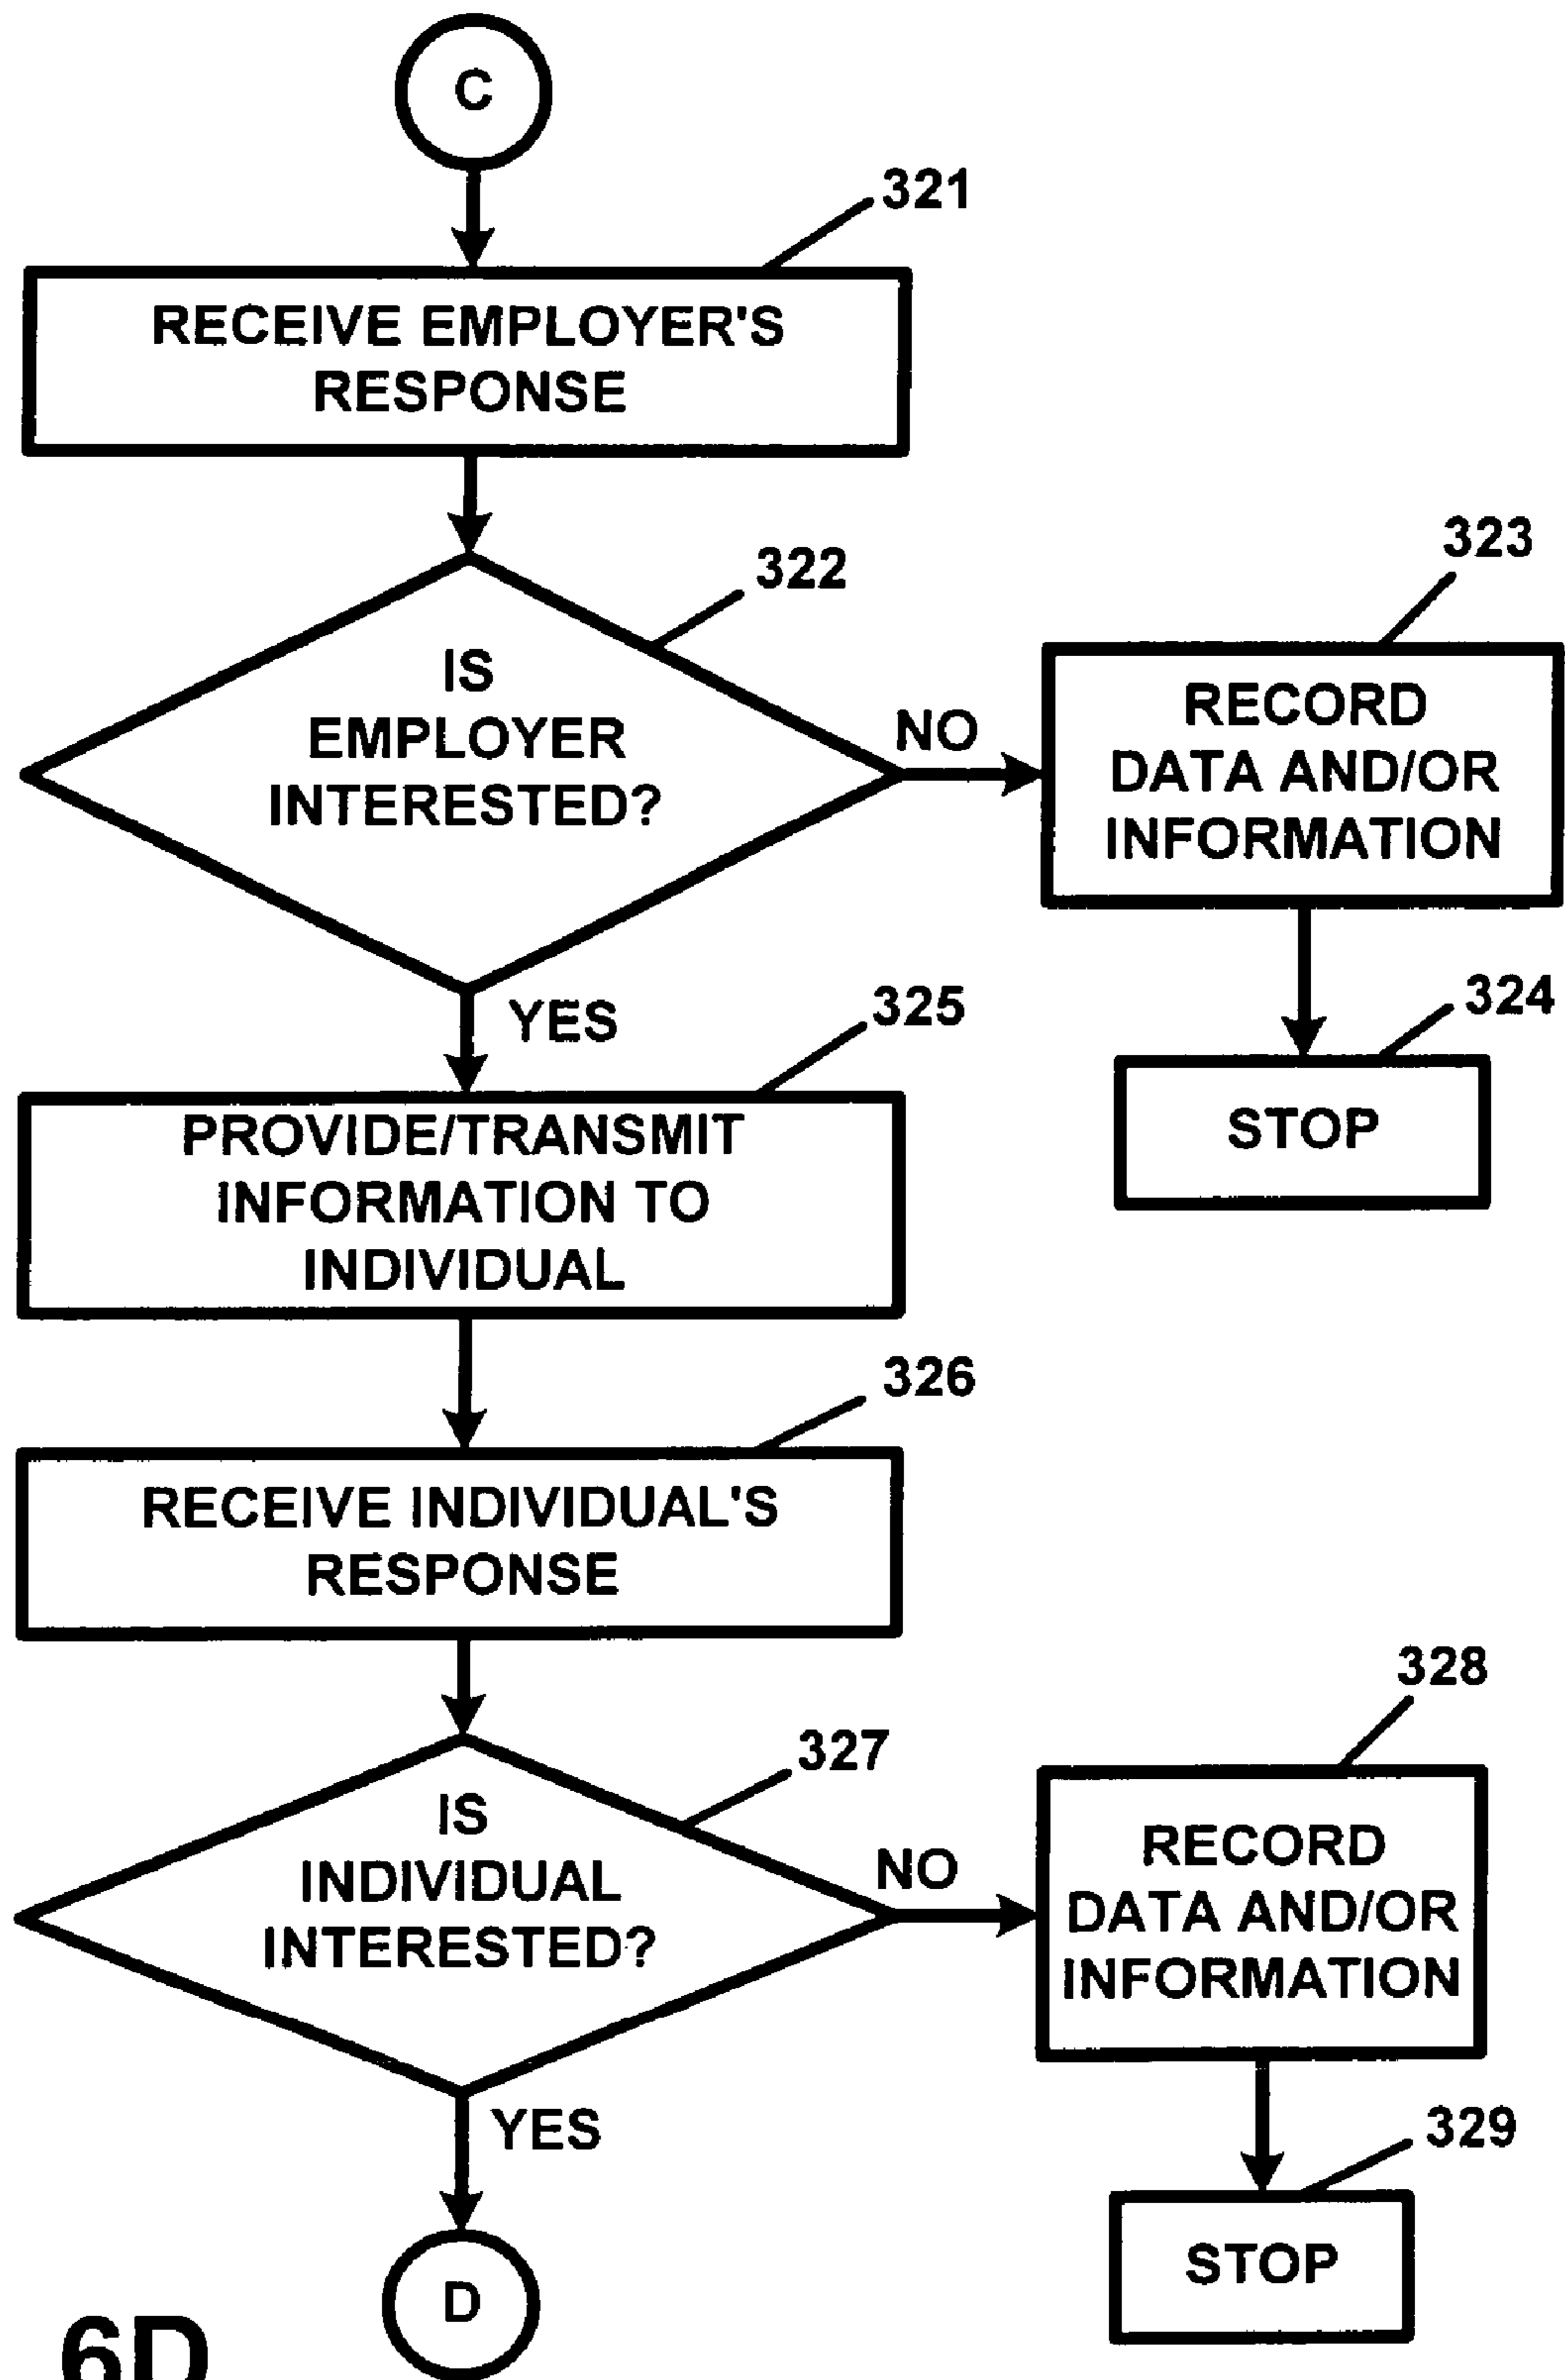 C
321
RECEIVE EMPLOYER'S
RESPONSE
322
IS
EMPLOYER
INTERESTED?
NO
323
RECORD
DATA AND/OR
INFORMATION
324
STOP
YES
325
PROVIDE/TRANSMIT
INFORMATION TO
INDIVIDUAL
326
RECEIVE INDIVIDUAL'S
RESPONSE
327
IS
INDIVIDUAL
INTERESTED?
NO
328
RECORD
DATA AND/OR
INFORMATION
329
STOP
YES
D
6D